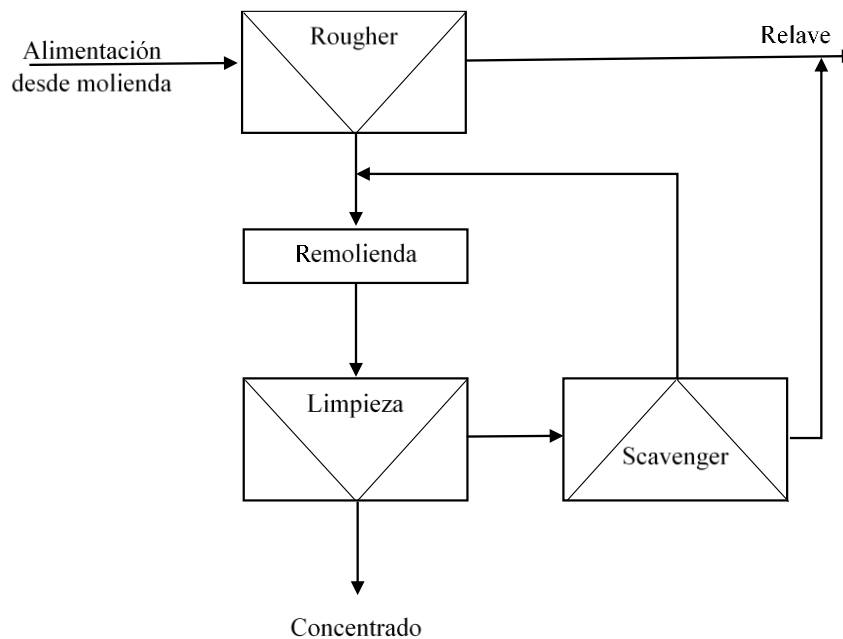 Rougher
Relave
Alimentación
desde molienda
Remolienda
Limpieza
Scavenger
Concentrado